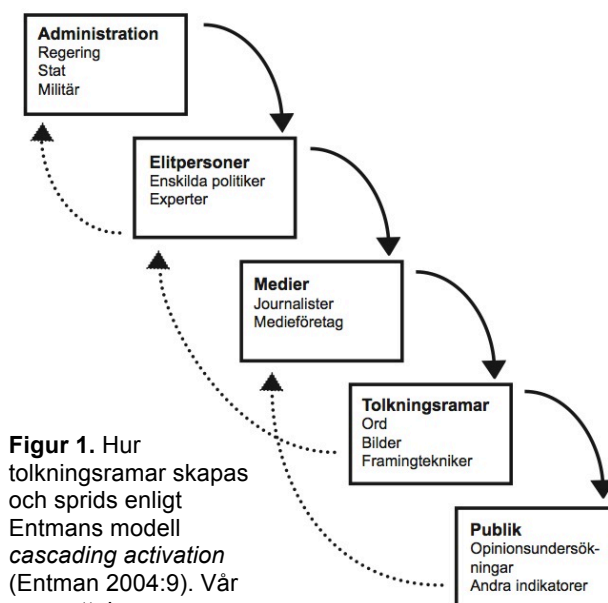 Administration
Regering
Stat
Militär
Elitpersoner
Enskilda politiker
Experter
Medier
Journalister
Medieföretag
Tolkningsramar
Ord
Bilder
Framingtekniker
Publik
Opinionsundersök-
ningar
Andra indikatorer
Figur 1. Hur
tolkningsramar skapas
och sprids enligt
Entmans modell
cascading activation
(Entman 2004:9). Vår